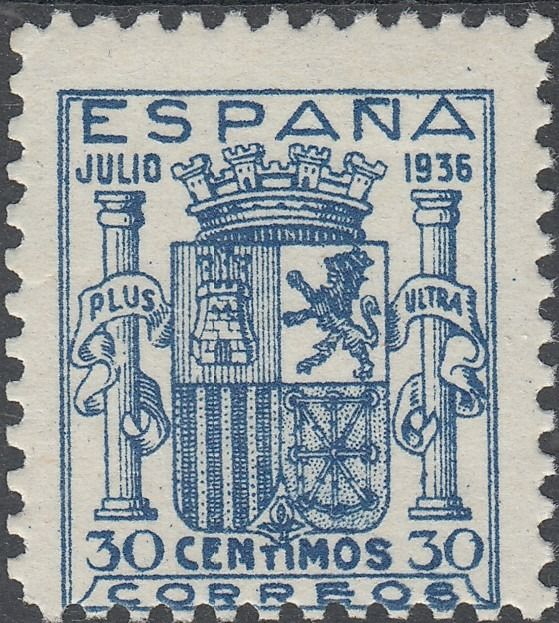 ESPAÑA
JULIO 1936
PLUS ULTRA
30 CENTIMOS 30
CORREOS